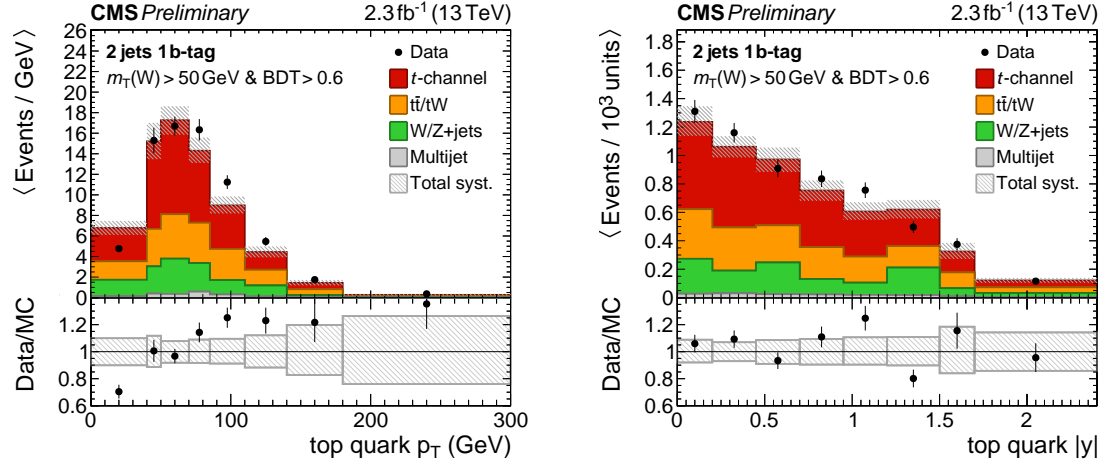 CMS Preliminary 2.3 fb⁻¹ (13 TeV)
⟨Events / GeV⟩
26
24
22
20
18
16
14
12
10
8
6
4
2
0
2 jets 1 b-tag
m_T(W) > 50 GeV & BDT > 0.6
Data
t-channel
tt̄/tW
W/Z+jets
Multijet
Total syst.
Data/MC
1.2
1
0.8
0.6
0 100 200 300
top quark p_T (GeV)
CMS Preliminary 2.3 fb⁻¹ (13 TeV)
⟨Events / 10³ units⟩
1.8
1.6
1.4
1.2
1
0.8
0.6
0.4
0.2
0
2 jets 1 b-tag
m_T(W) > 50 GeV & BDT > 0.6
Data
t-channel
tt̄/tW
W/Z+jets
Multijet
Total syst.
Data/MC
1.2
1
0.8
0.6
0 0.5 1 1.5 2
top quark |y|